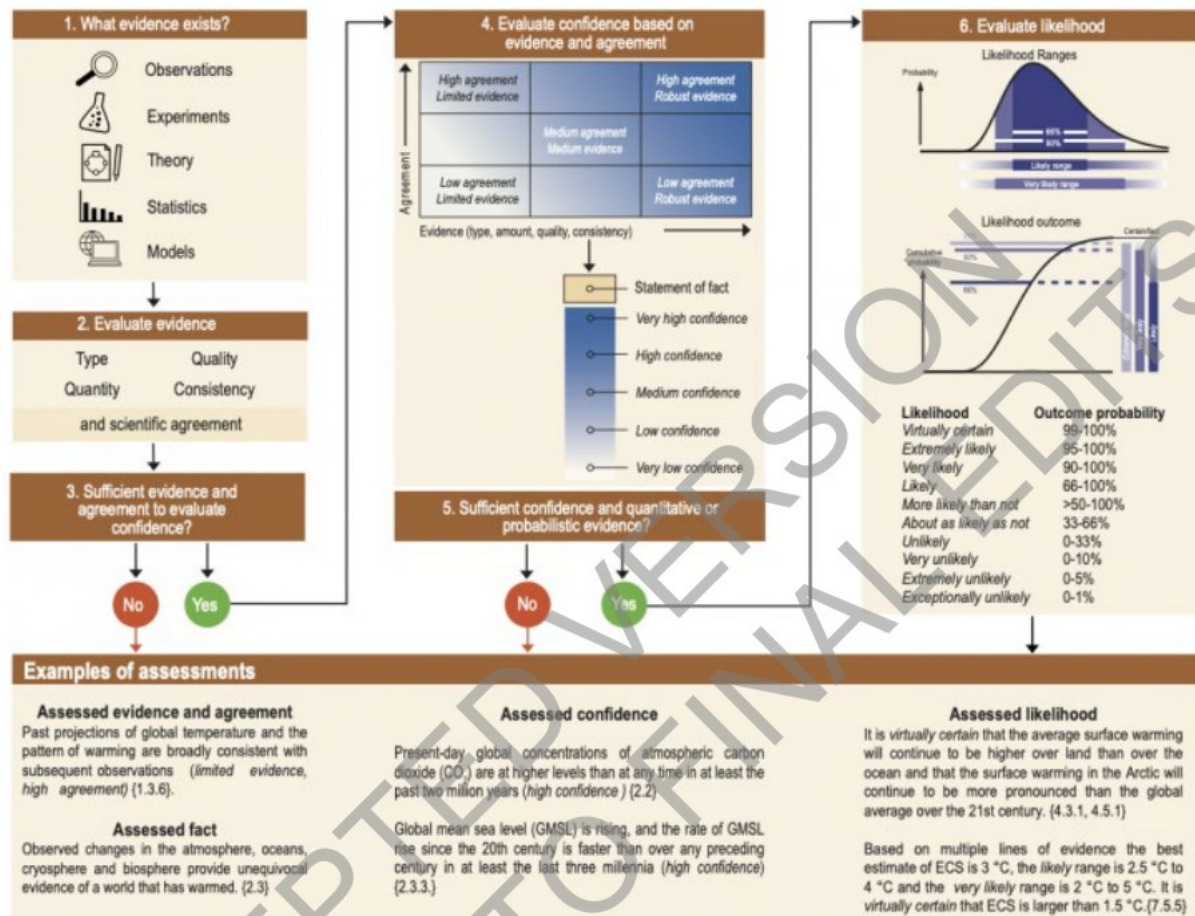 1. What evidence exists?
Observations
Experiments
Theory
Statistics
Models
2. Evaluate evidence
Type Quality
Quantity Consistency
and scientific agreement
3. Sufficient evidence and
agreement to evaluate
confidence?
No Yes
4. Evaluate confidence based on
evidence and agreement
Agreement
High agreement
Limited evidence
High agreement
Robust evidence
Medium agreement
Medium evidence
Low agreement
Limited evidence
Low agreement
Robust evidence
Evidence (type, amount, quality, consistency)
Statement of fact
Very high confidence
High confidence
Medium confidence
Low confidence
Very low confidence
5. Sufficient confidence and quantitative or
probabilistic evidence?
No Yes
6. Evaluate likelihood
Likelihood Ranges
Probability
66%
90%
Likely range
Very likely range
Likelihood outcome
Certain/fact
Cumulative
probability
90%
66%
Likelihood Outcome probability
Virtually certain 99-100%
Extremely likely 95-100%
Very likely 90-100%
Likely 66-100%
More likely than not >50-100%
About as likely as not 33-66%
Unlikely 0-33%
Very unlikely 0-10%
Extremely unlikely 0-5%
Exceptionally unlikely 0-1%
Examples of assessments
Assessed evidence and agreement
Past projections of global temperature and the
pattern of warming are broadly consistent with
subsequent observations (limited evidence,
high agreement) {1.3.6}.
Assessed fact
Observed changes in the atmosphere, oceans,
cryosphere and biosphere provide unequivocal
evidence of a world that has warmed. {2.3}
Assessed confidence
Present-day global concentrations of atmospheric carbon
dioxide (CO₂) are at higher levels than at any time in at least the
past two million years (high confidence ) {2.2}
Global mean sea level (GMSL) is rising, and the rate of GMSL
rise since the 20th century is faster than over any preceding
century in at least the last three millennia (high confidence)
{2.3.3.}
Assessed likelihood
It is virtually certain that the average surface warming
will continue to be higher over land than over the
ocean and that the surface warming in the Arctic will
continue to be more pronounced than the global
average over the 21st century. {4.3.1, 4.5.1}
Based on multiple lines of evidence the best
estimate of ECS is 3 °C, the likely range is 2.5 °C to
4 °C and the very likely range is 2 °C to 5 °C. It is
virtually certain that ECS is larger than 1.5 °C.{7.5.5}
PTED VERSION
TO FINAL EDITS